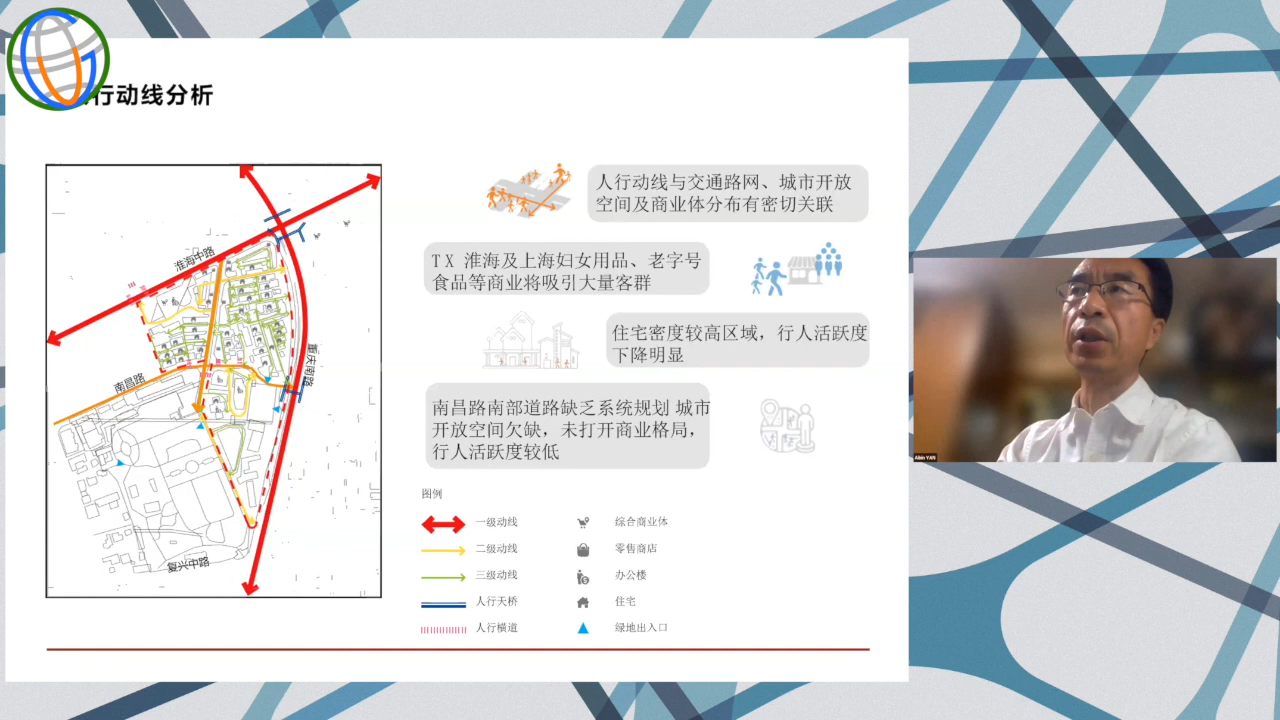 行动线分析
淮海中路
南昌路
重庆南路
复兴中路
人行动线与交通路网、城市开放
空间及商业体分布有密切关联
TX 淮海及上海妇女用品、老字号
食品等商业将吸引大量客群
住宅密度较高区域，行人活跃度
下降明显
南昌路南部道路缺乏系统规划 城市
开放空间欠缺，未打开商业格局，
行人活跃度较低
图例
一级动线
综合商业体
二级动线
零售商店
三级动线
办公楼
人行天桥
住宅
人行横道
绿地出入口
Albin YAN